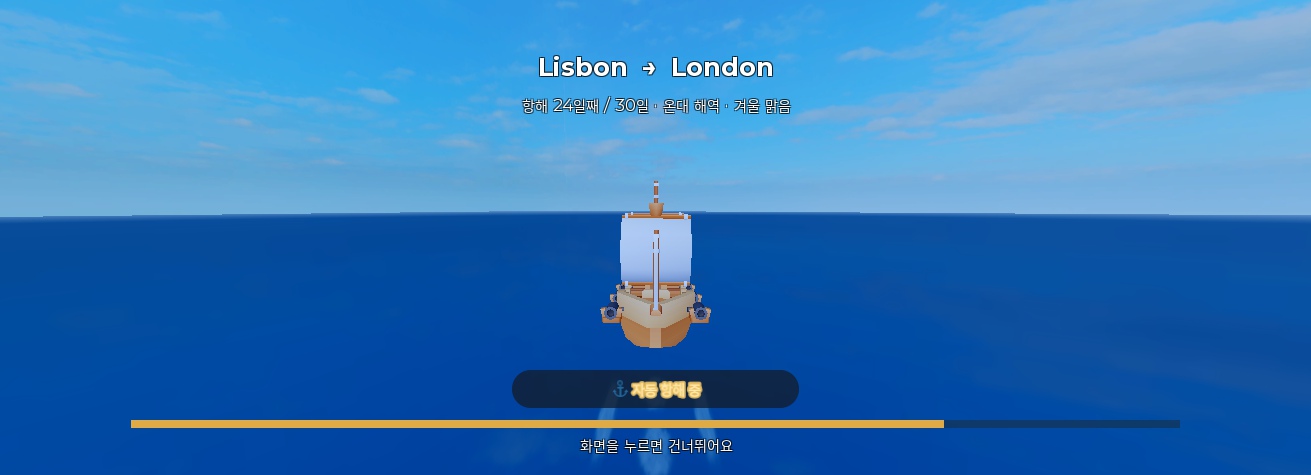 Lisbon → London
항해 24일째 / 30일 · 온대 해역 · 겨울 맑음
⚓ 자동 항해 중
화면을 누르면 건너뛰어요